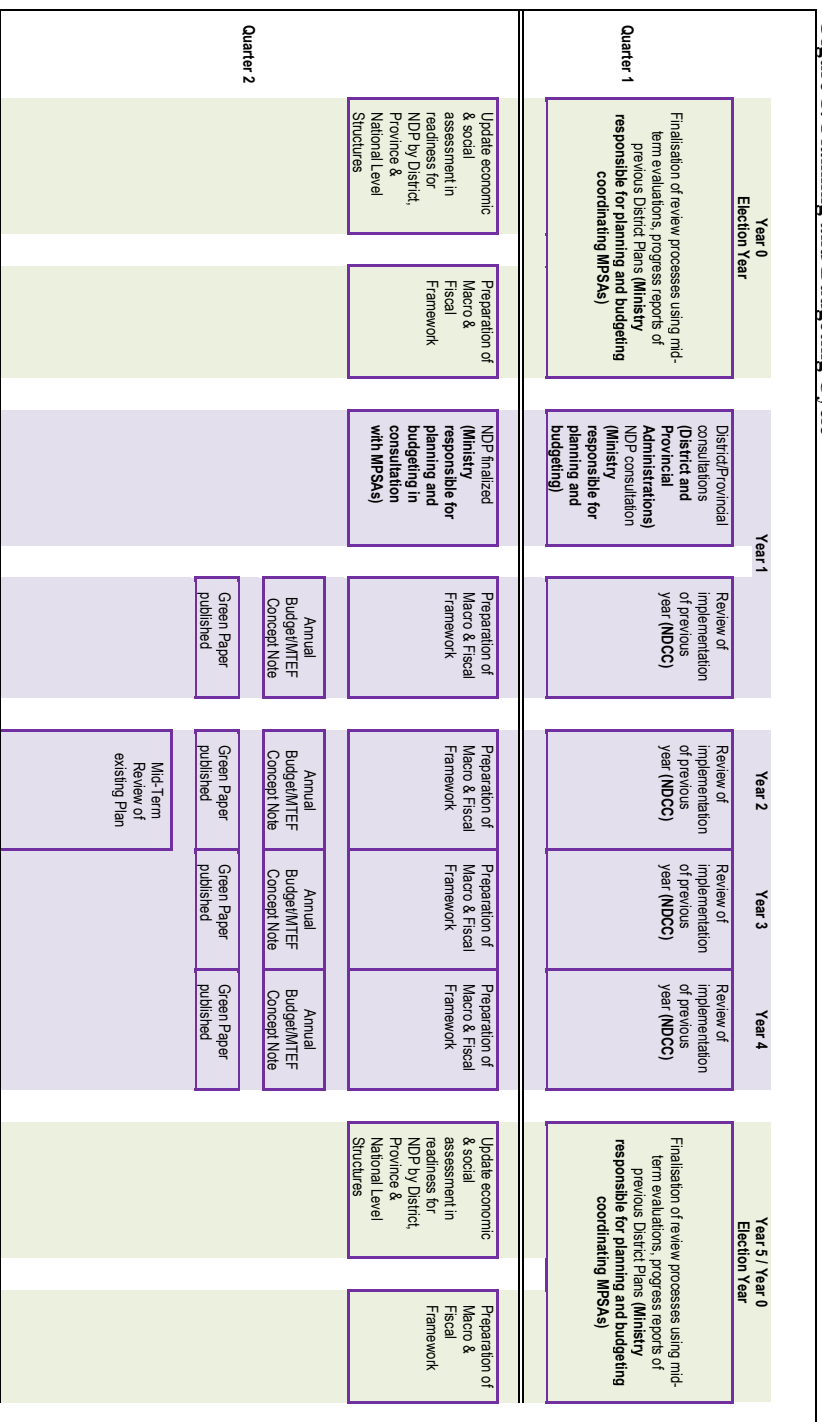 Year 0
Election Year
Year 1
Year 2
Year 3
Year 4
Year 5 / Year 0
Election Year
Quarter 1
Finalisation of review processes using mid-
term evaluations, progress reports of
previous District Plans (Ministry
responsible for planning and budgeting
coordinating MPSAs)
District/Provincial
consultations
(District and
Provincial
Administrations)
NDP consultation
(Ministry
responsible for
planning and
budgeting)
Review of
implementation
of previous
year (NDCC)
Review of
implementation
of previous
year (NDCC)
Review of
implementation
of previous
year (NDCC)
Review of
implementation
of previous
year (NDCC)
Finalisation of review processes using mid-
term evaluations, progress reports of
previous District Plans (Ministry
responsible for planning and budgeting
coordinating MPSAs)
Quarter 2
Update economic
& social
assessment in
readiness for
NDP by District,
Province &
National Level
Structures
Preparation of
Macro &
Fiscal
Framework
NDP finalized
(Ministry
responsible for
planning and
budgeting in
consultation
with MPSAs)
Preparation of
Macro & Fiscal
Framework
Preparation of
Macro & Fiscal
Framework
Preparation of
Macro & Fiscal
Framework
Preparation of
Macro & Fiscal
Framework
Update economic
& social
assessment in
readiness for
NDP by District,
Province &
National Level
Structures
Preparation of
Macro &
Fiscal
Framework
Annual
Budget/MTEF
Concept Note
Annual
Budget/MTEF
Concept Note
Annual
Budget/MTEF
Concept Note
Annual
Budget/MTEF
Concept Note
Green Paper
published
Green Paper
published
Green Paper
published
Green Paper
published
Mid-Term
Review of
existing Plan